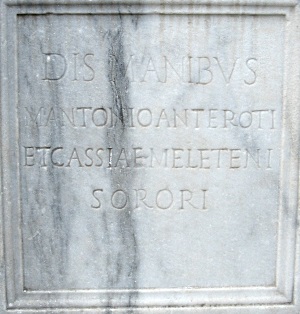 DIS MANIBVS
M ANTONIO ANTEROTI
ET CASSIAE MELETENI
SORORI